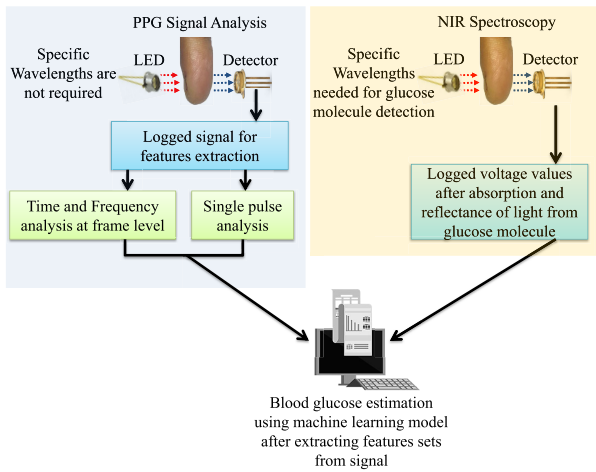 PPG Signal Analysis
Specific
Wavelengths are
not required
LED
Detector
Logged signal for
features extraction
Time and Frequency
analysis at frame level
Single pulse
analysis
NIR Spectroscopy
Specific
Wavelengths
needed for glucose
molecule detection
LED
Detector
Logged voltage values
after absorption and
reflectance of light from
glucose molecule
Blood glucose estimation
using machine learning model
after extracting features sets
from signal